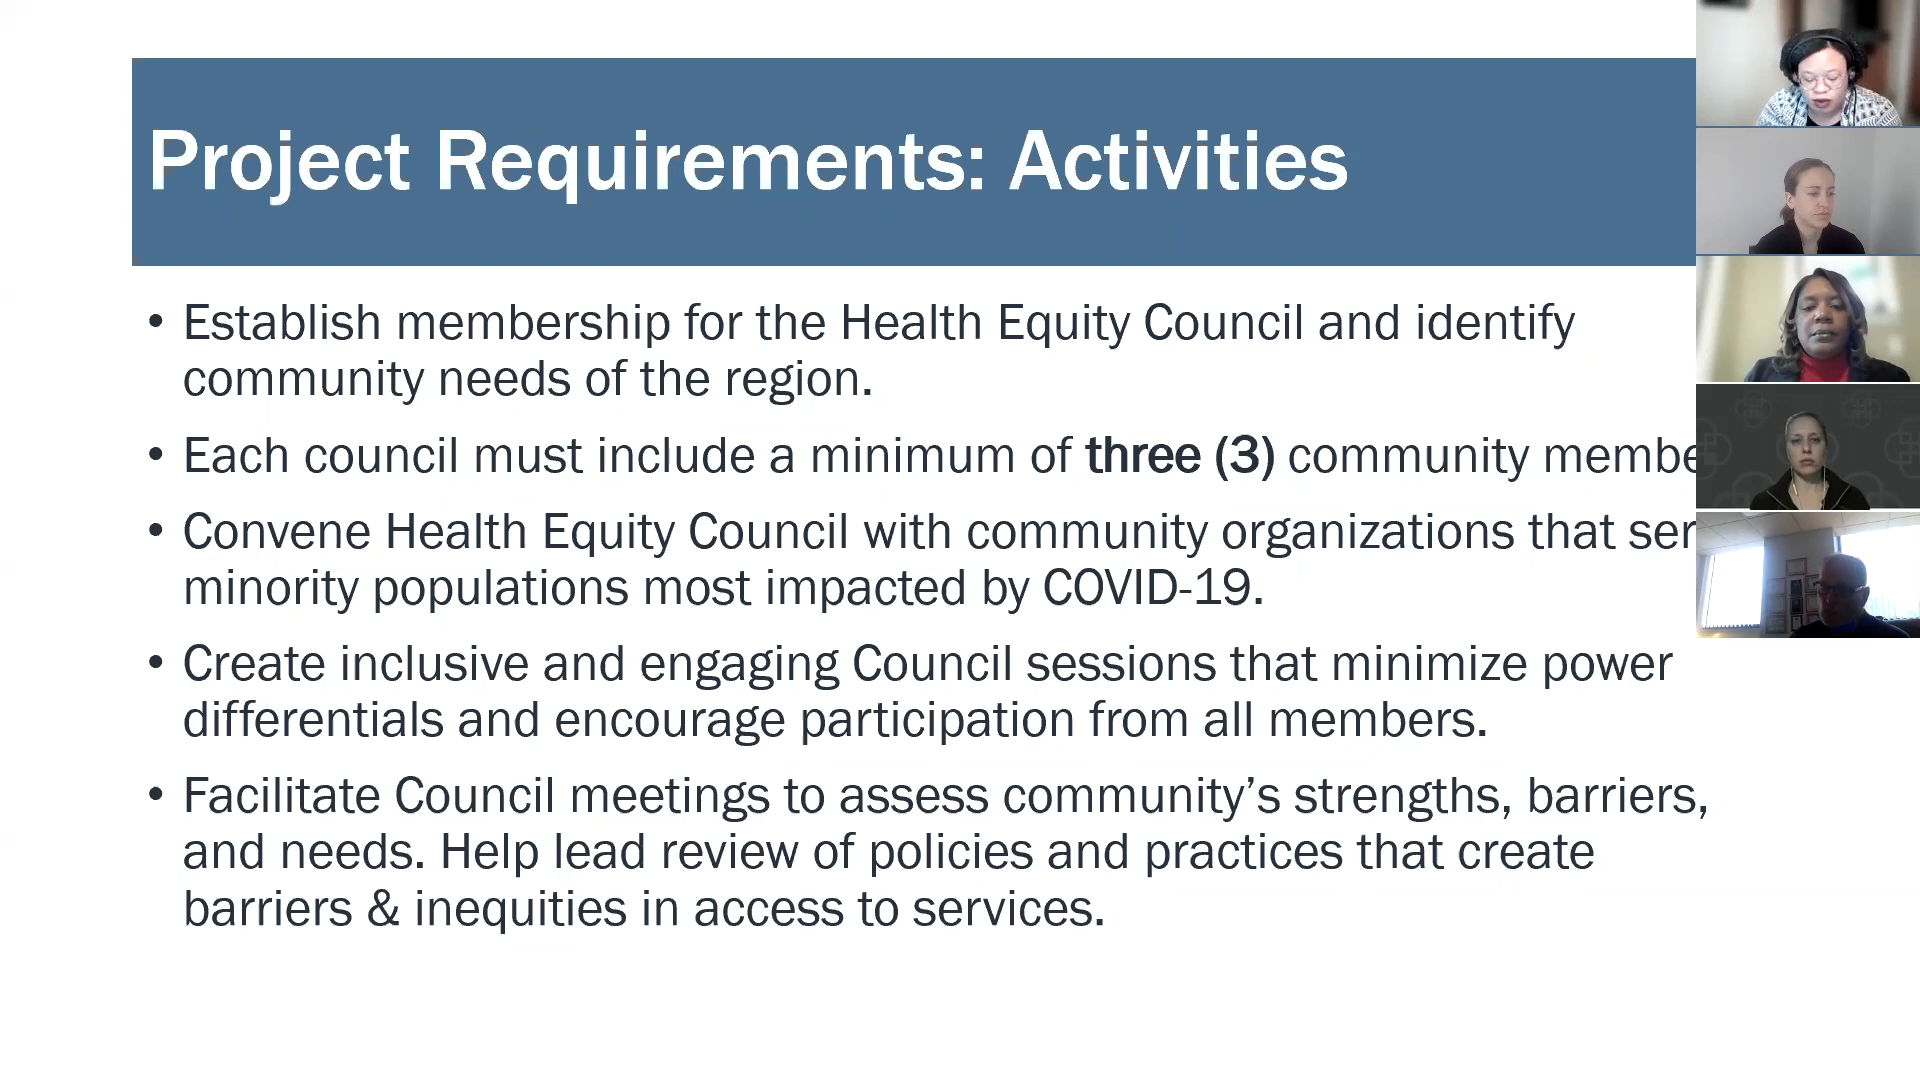 Project Requirements: Activities
• Establish membership for the Health Equity Council and identify
community needs of the region.
• Each council must include a minimum of three (3) community
• Convene Health Equity Council with community organizations that
minority populations most impacted by COVID-19.
• Create inclusive and engaging Council sessions that minimize power
differentials and encourage participation from all members.
• Facilitate Council meetings to assess community’s strengths, barriers,
and needs. Help lead review of policies and practices that create
barriers & inequities in access to services.